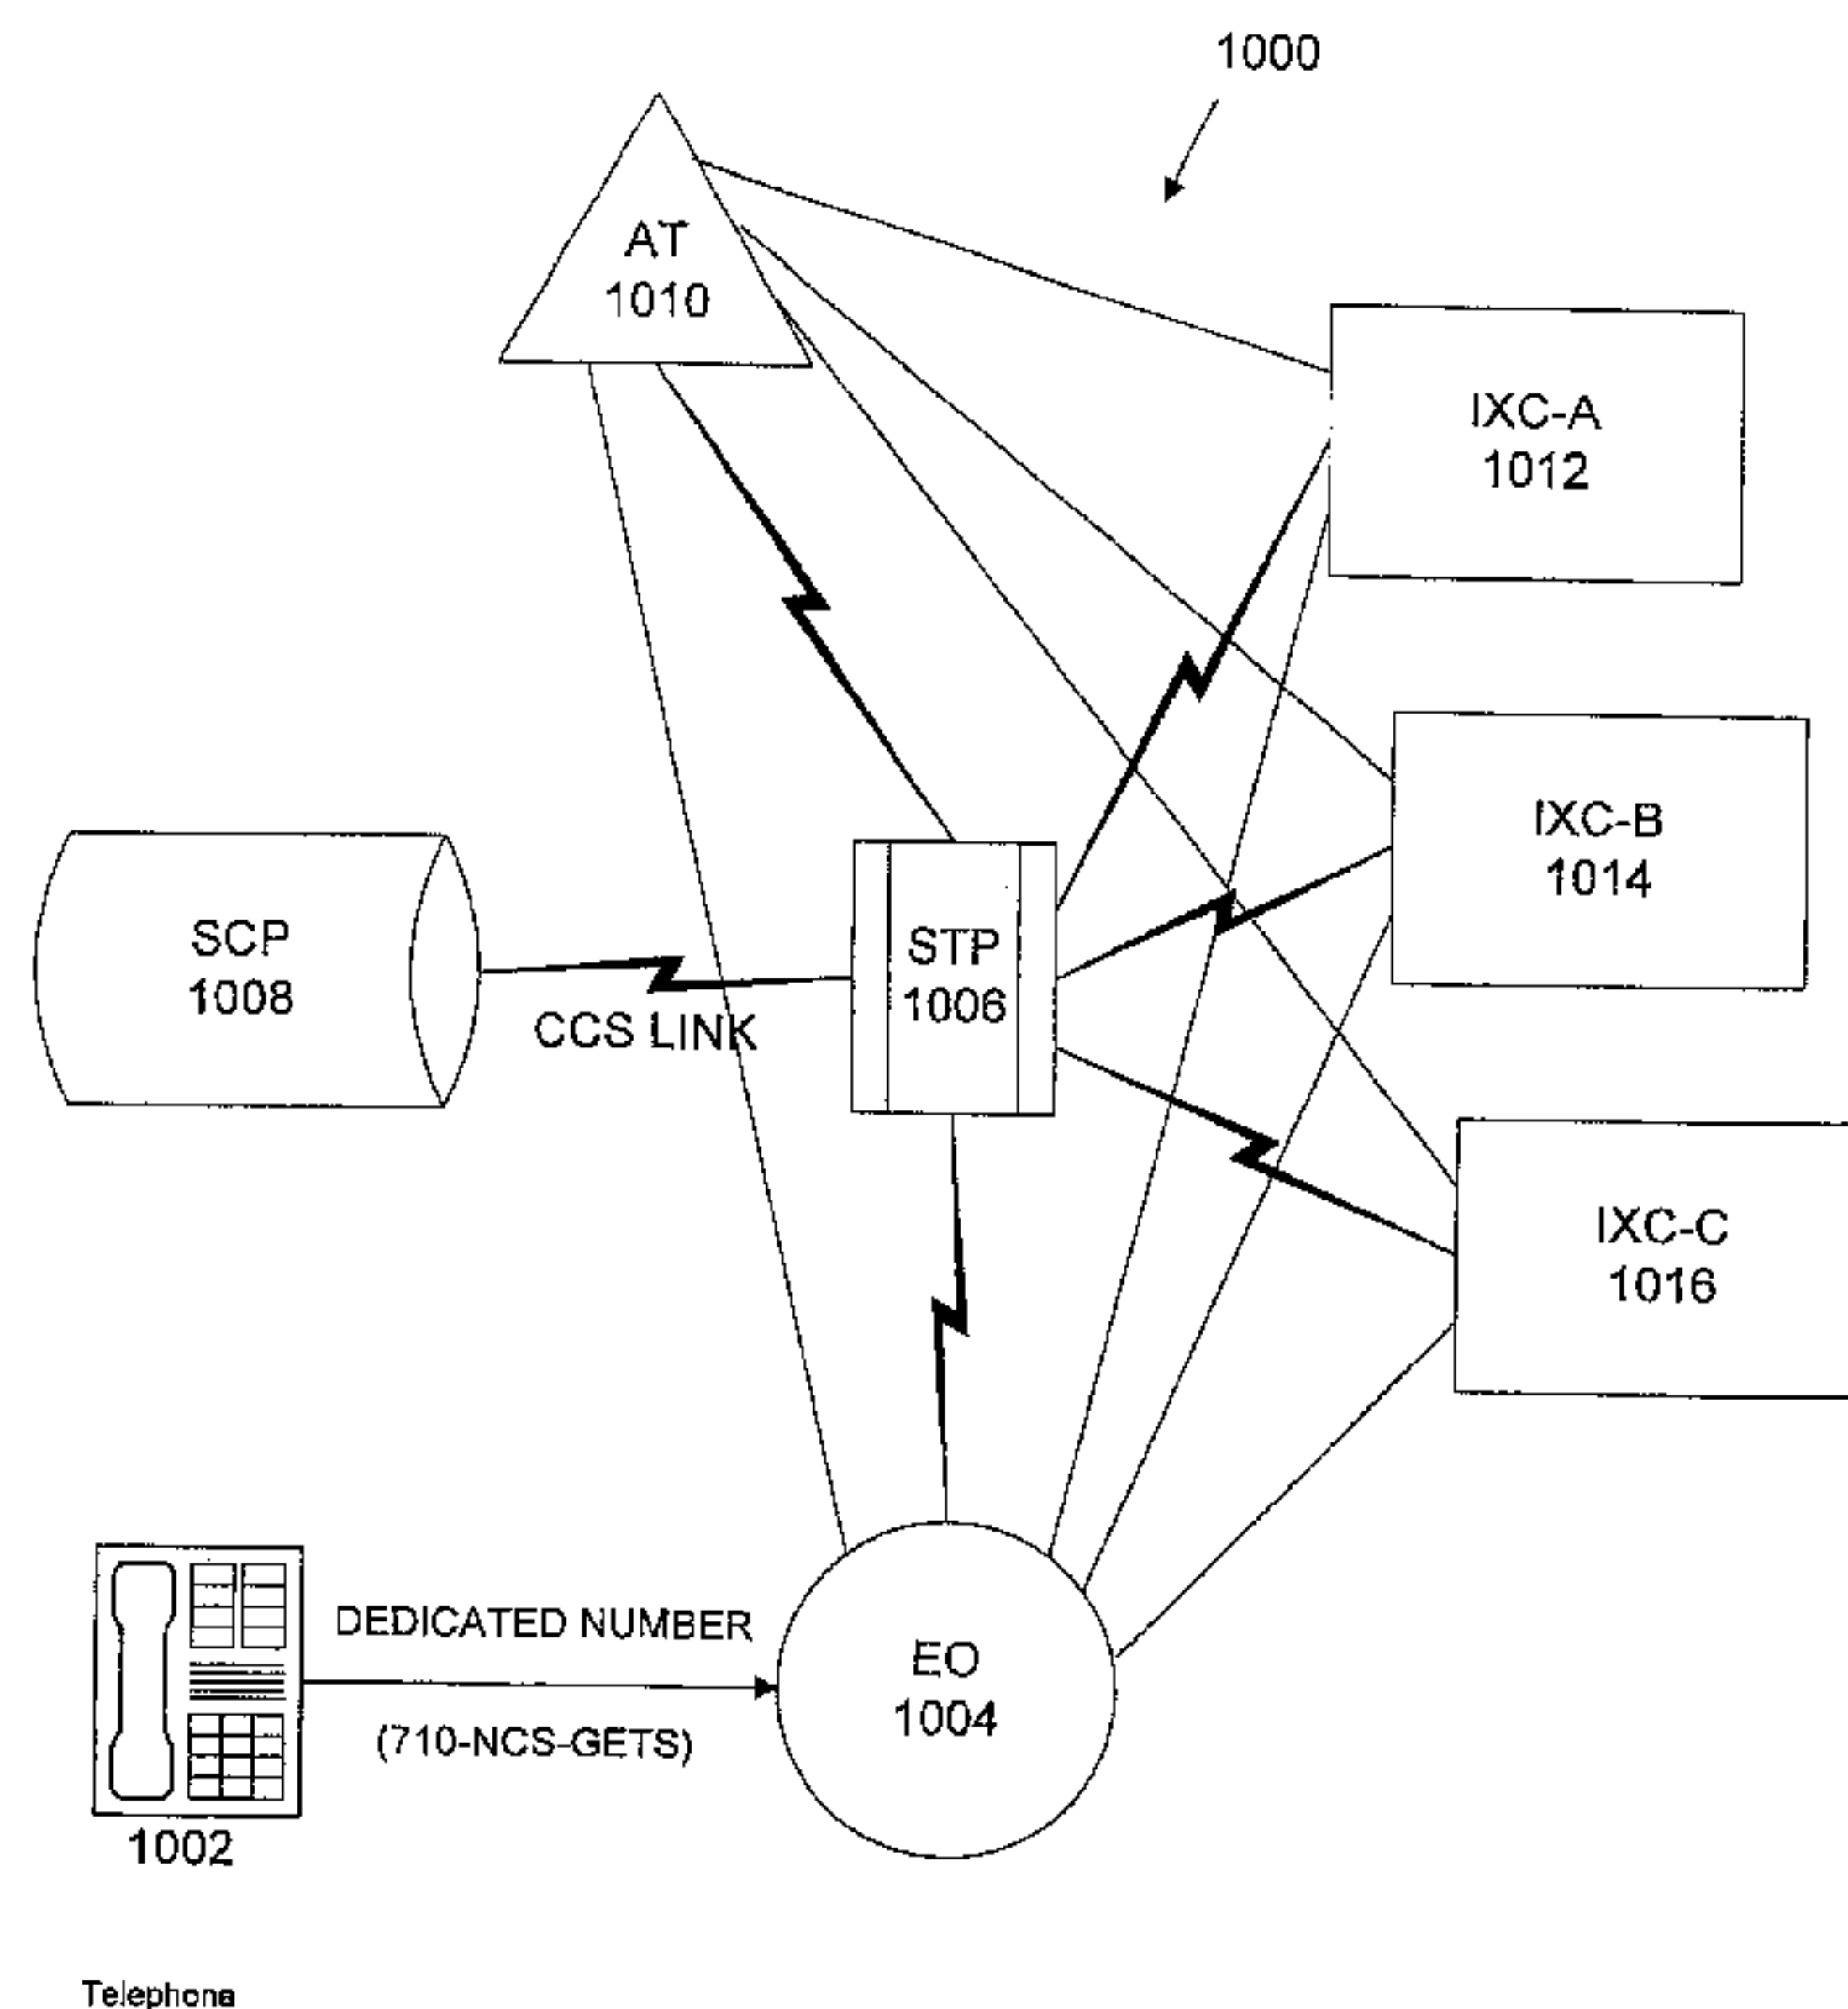 1000
AT
1010
IXC-A
1012
IXC-B
1014
SCP
1008
STP
1006
CCS LINK
IXC-C
1016
DEDICATED NUMBER
EO
1004
(710-NCS-GETS)
1002
Telephone